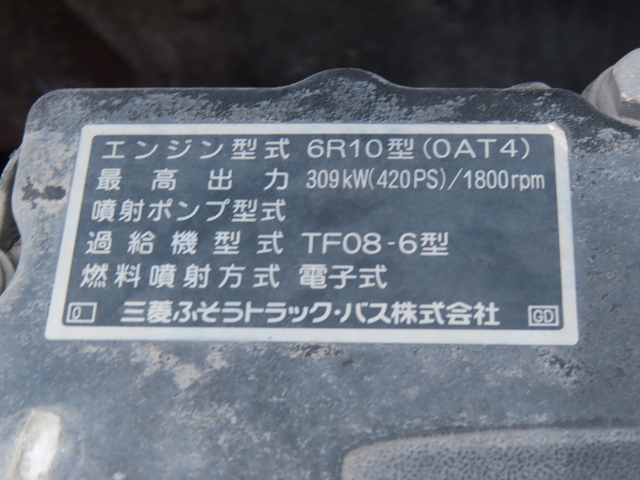 エンジン型式 6R10型(0AT4)
最高出力 309kW(420PS)/1800rpm
噴射ポンプ型式
過給機型式 TF08-6型
燃料噴射方式 電子式
0 三菱ふそうトラック・バス株式会社 GD